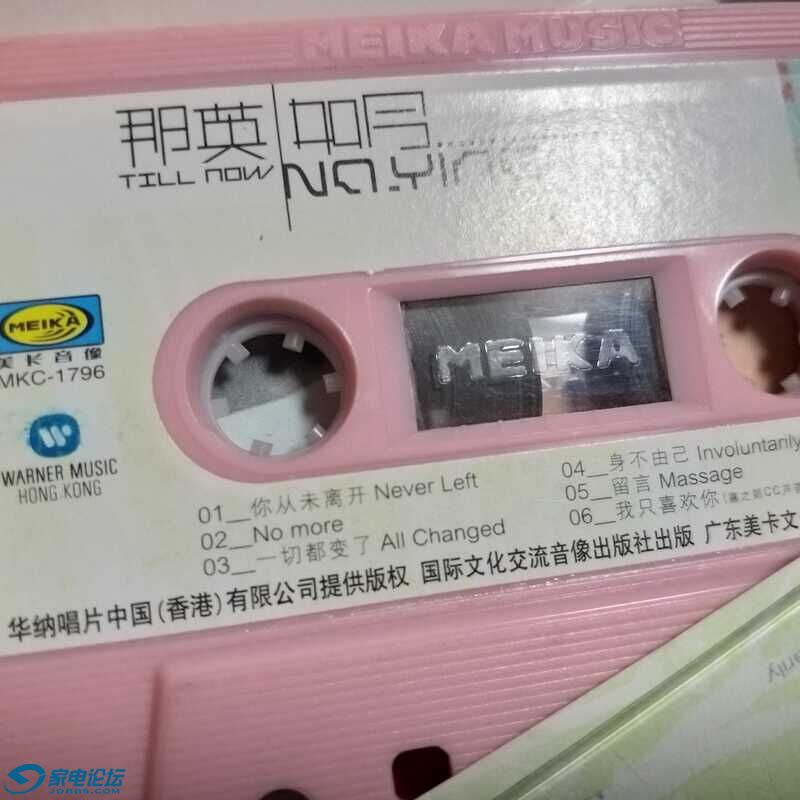 MEIKA MUSIC
那英 如今
TILL NOW NA YING
MEIKA
MEIKA
美卡音像
MKC-1796
WARNER MUSIC
HONG KONG
01__你从未离开 Never Left
02__No more
03__一切都变了 All Changed
04__身不由己 Involuntarily
05__留言 Massage
06__我只喜欢你
华纳唱片中国(香港)有限公司提供版权 国际文化交流音像出版社出版 广东美卡文
arily
家电论坛
JDBBS.COM